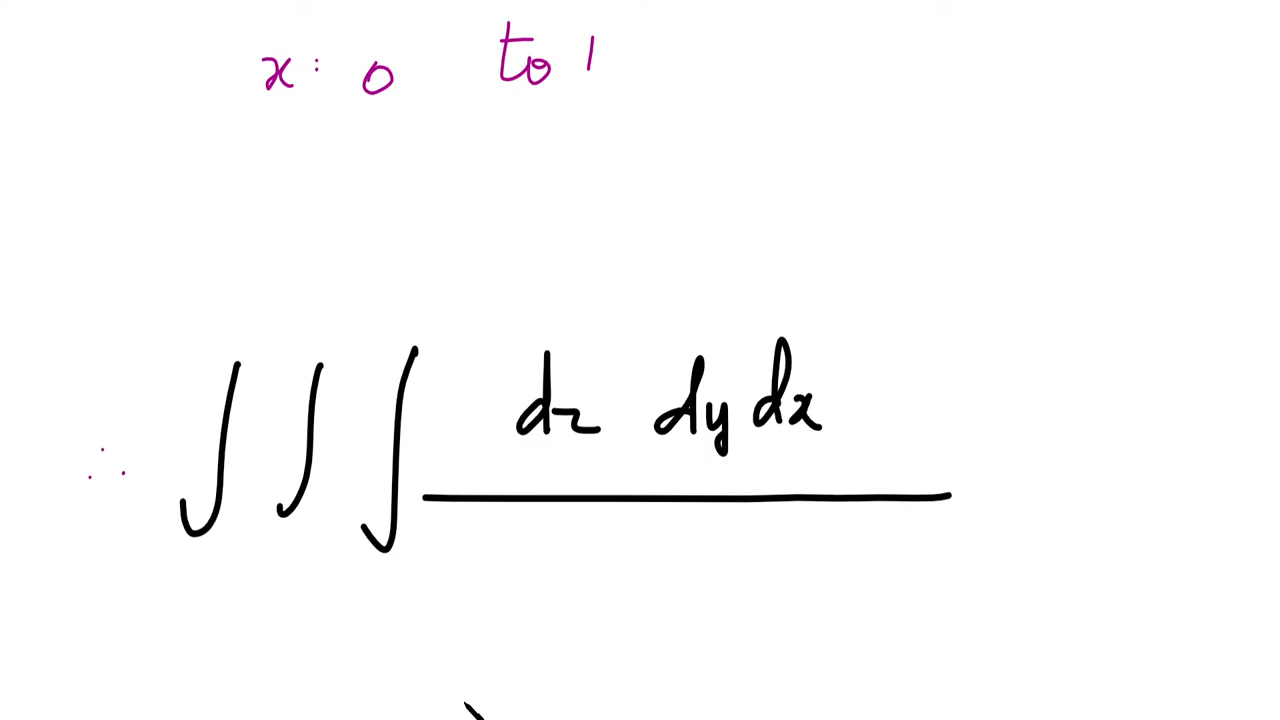 x: 0 to 1
∴ ∫ ∫ ∫ dz dy dx